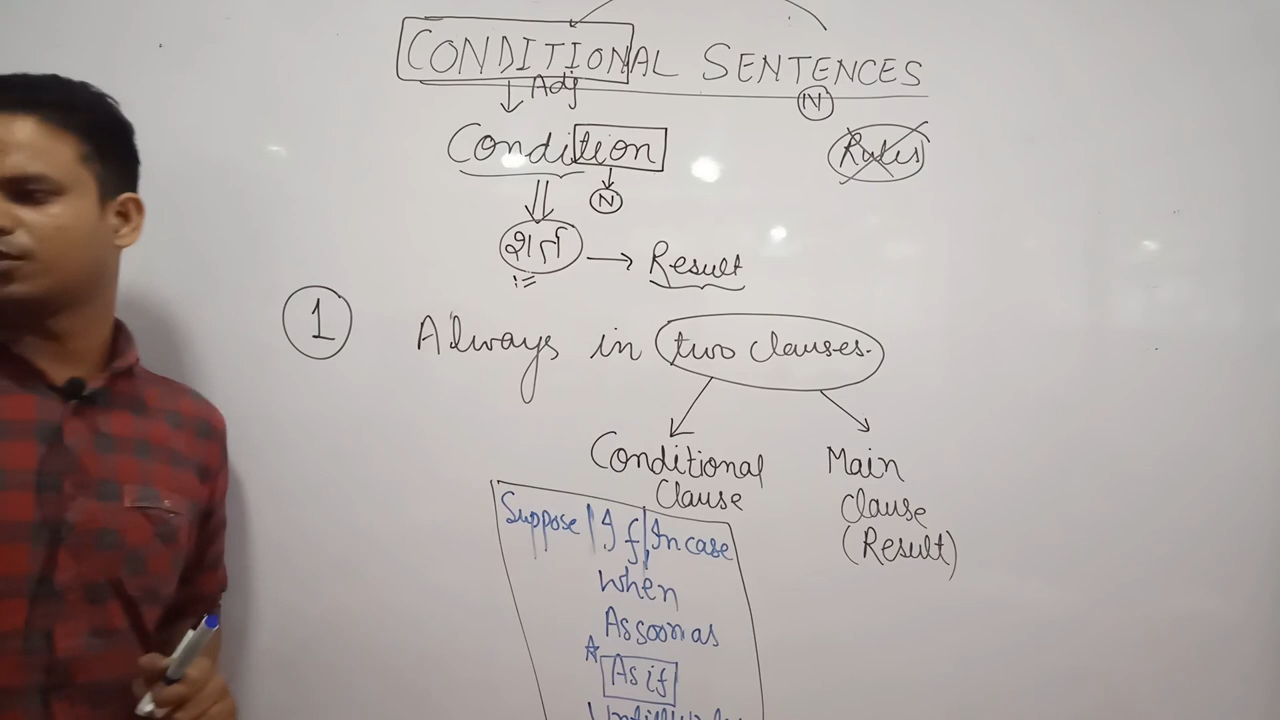 CONDITIONAL SENTENCES
Adj
N
Condition
Rules
N
शर्त → Result
1
Always in two clauses.
Conditional Clause
Main Clause (Result)
Suppose / If / Incase
When
As soon as
As if